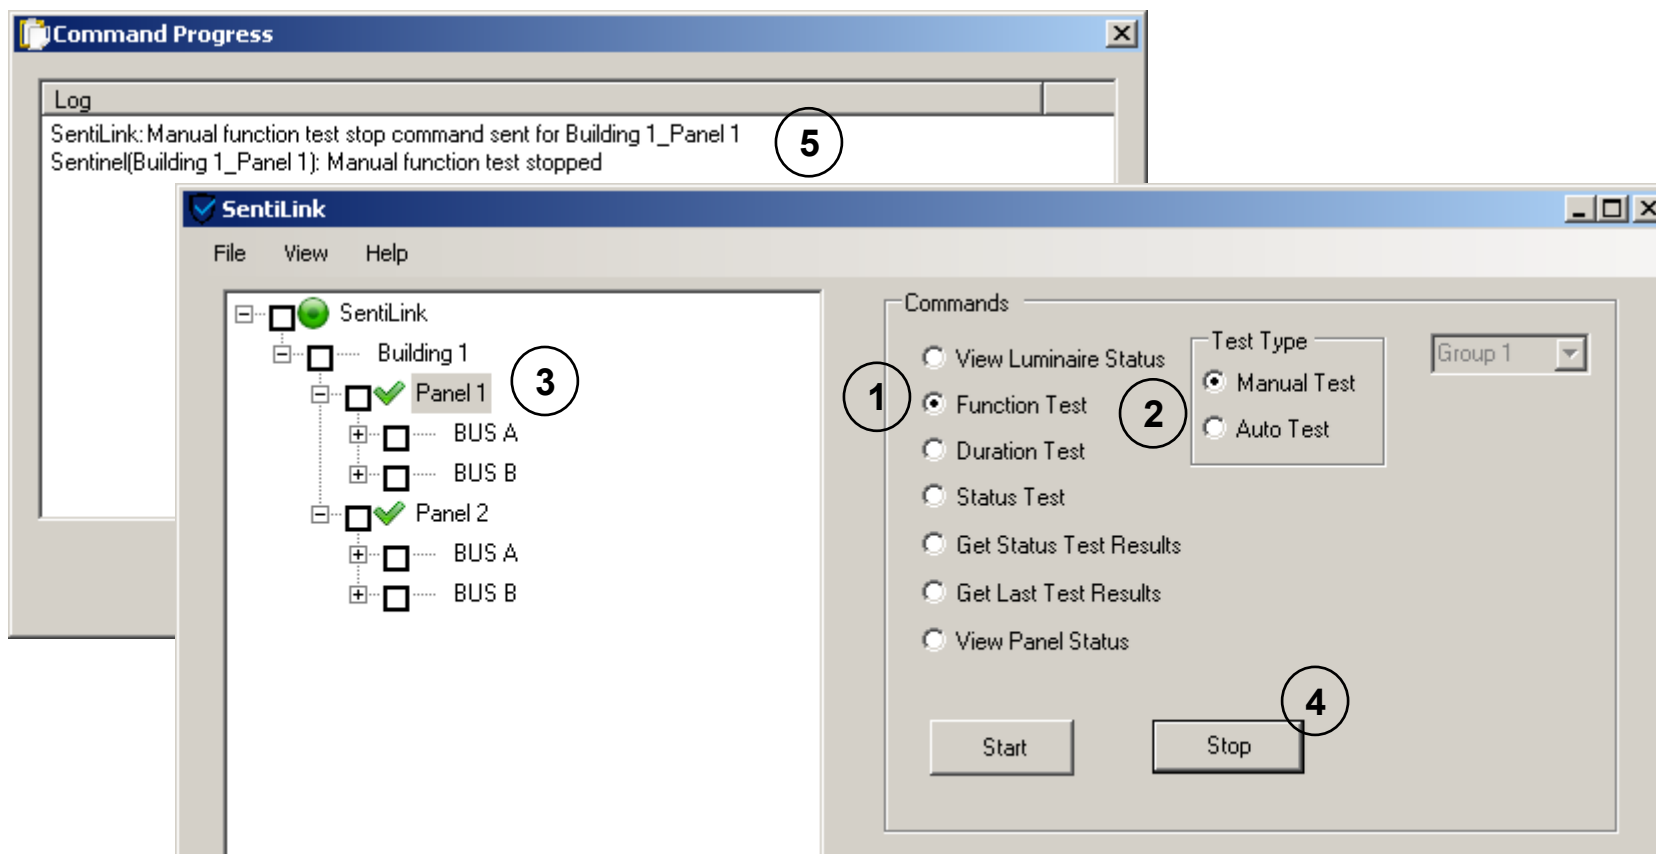 Command Progress
Log
SentiLink: Manual function test stop command sent for Building 1_Panel 1
Sentinel(Building 1_Panel 1): Manual function test stopped
5
SentiLink
File View Help
SentiLink
Building 1
Panel 1
3
BUS A
BUS B
Panel 2
BUS A
BUS B
Commands
View Luminaire Status
1
Function Test
Duration Test
Status Test
Get Status Test Results
Get Last Test Results
View Panel Status
2
Test Type
Manual Test
Auto Test
Group 1
4
Start
Stop